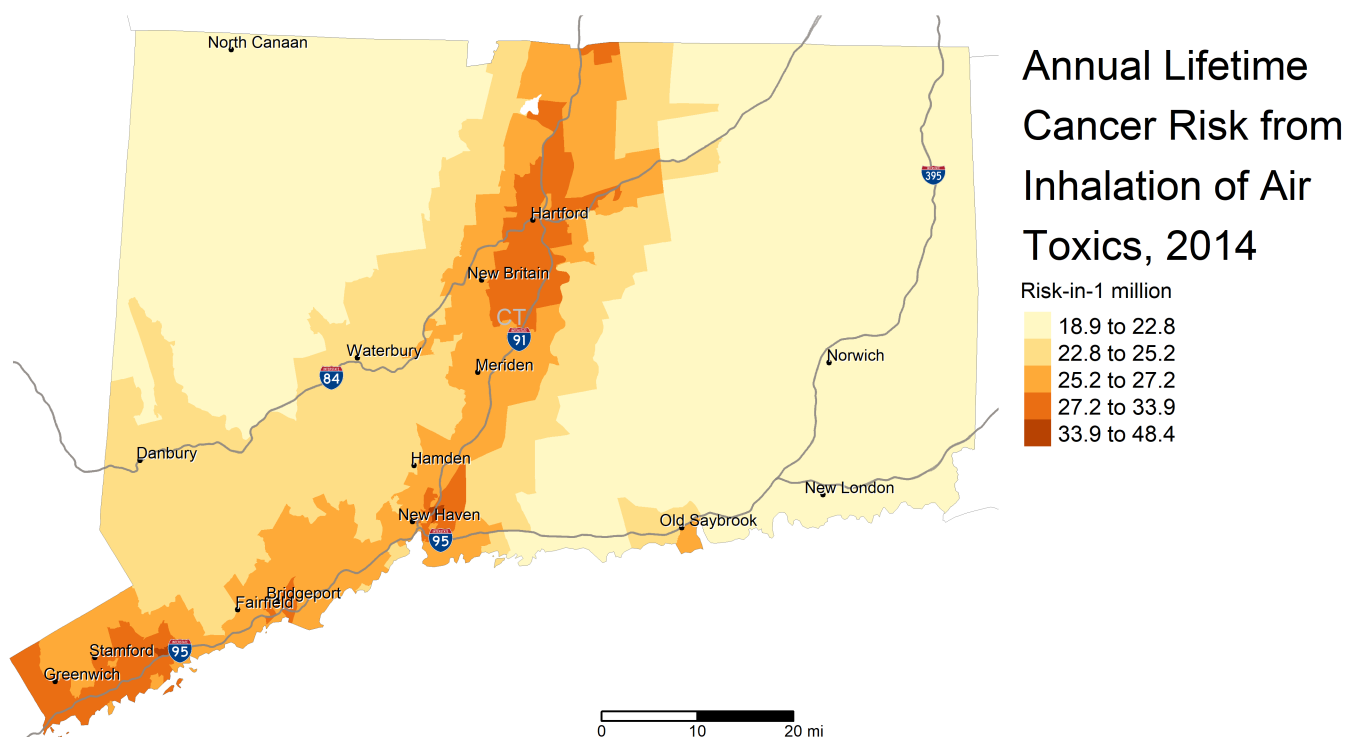 Annual Lifetime
Cancer Risk from
Inhalation of Air
Toxics, 2014
Risk-in-1 million
18.9 to 22.8
22.8 to 25.2
25.2 to 27.2
27.2 to 33.9
33.9 to 48.4
North Canaan
395
Hartford
New Britain
CT
91
Waterbury
Norwich
Meriden
84
Danbury
Hamden
New London
New Haven
Old Saybrook
95
Bridgeport
Fairfield
Stamford
95
Greenwich
0
10
20 mi